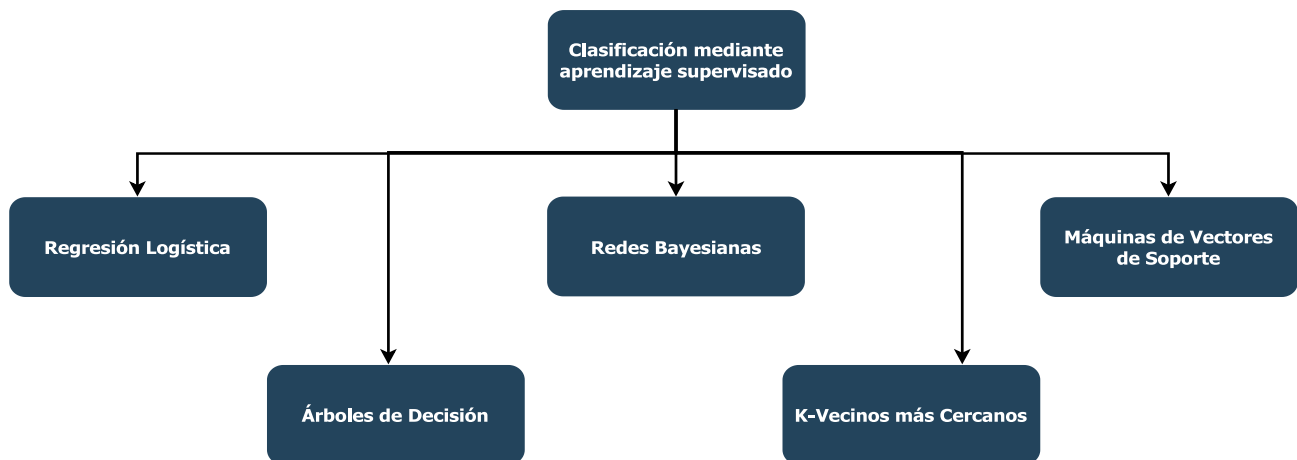 Clasificación mediante
aprendizaje supervisado
Regresión Logística
Redes Bayesianas
Máquinas de Vectores
de Soporte
Árboles de Decisión
K-Vecinos más Cercanos